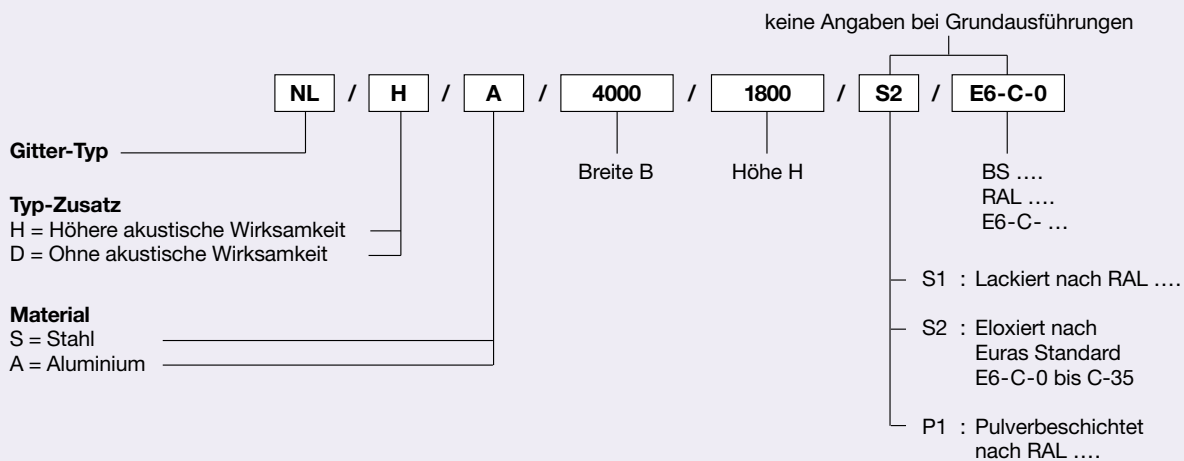 keine Angaben bei Grundausführungen
NL / H / A / 4000 / 1800 / S2 / E6-C-0
Gitter-Typ
Breite B
Höhe H
BS ....
RAL ....
E6-C- ...
Typ-Zusatz
H = Höhere akustische Wirksamkeit
D = Ohne akustische Wirksamkeit
Material
S = Stahl
A = Aluminium
S1 : Lackiert nach RAL ....
S2 : Eloxiert nach
Euras Standard
E6-C-0 bis C-35
P1 : Pulverbeschichtet
nach RAL ....